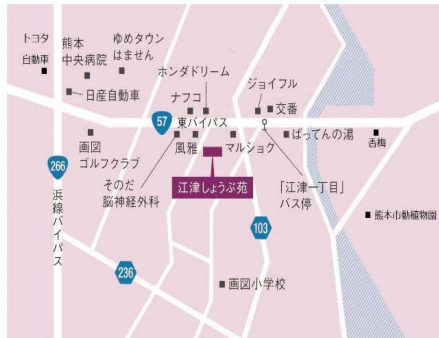 トヨタ
自動車
熊本
中央病院
ゆめタウン
はません
日産自動車
ホンダドリーム
ナフコ
ジョイフル
交番
57
東バイパス
画図
ゴルフクラブ
風雅
マルショク
ばってんの湯
香梅
266
浜線バイパス
そのだ
脳神経外科
江津しょうぶ苑
「江津一丁目」
バス停
103
熊本市動植物園
236
画図小学校